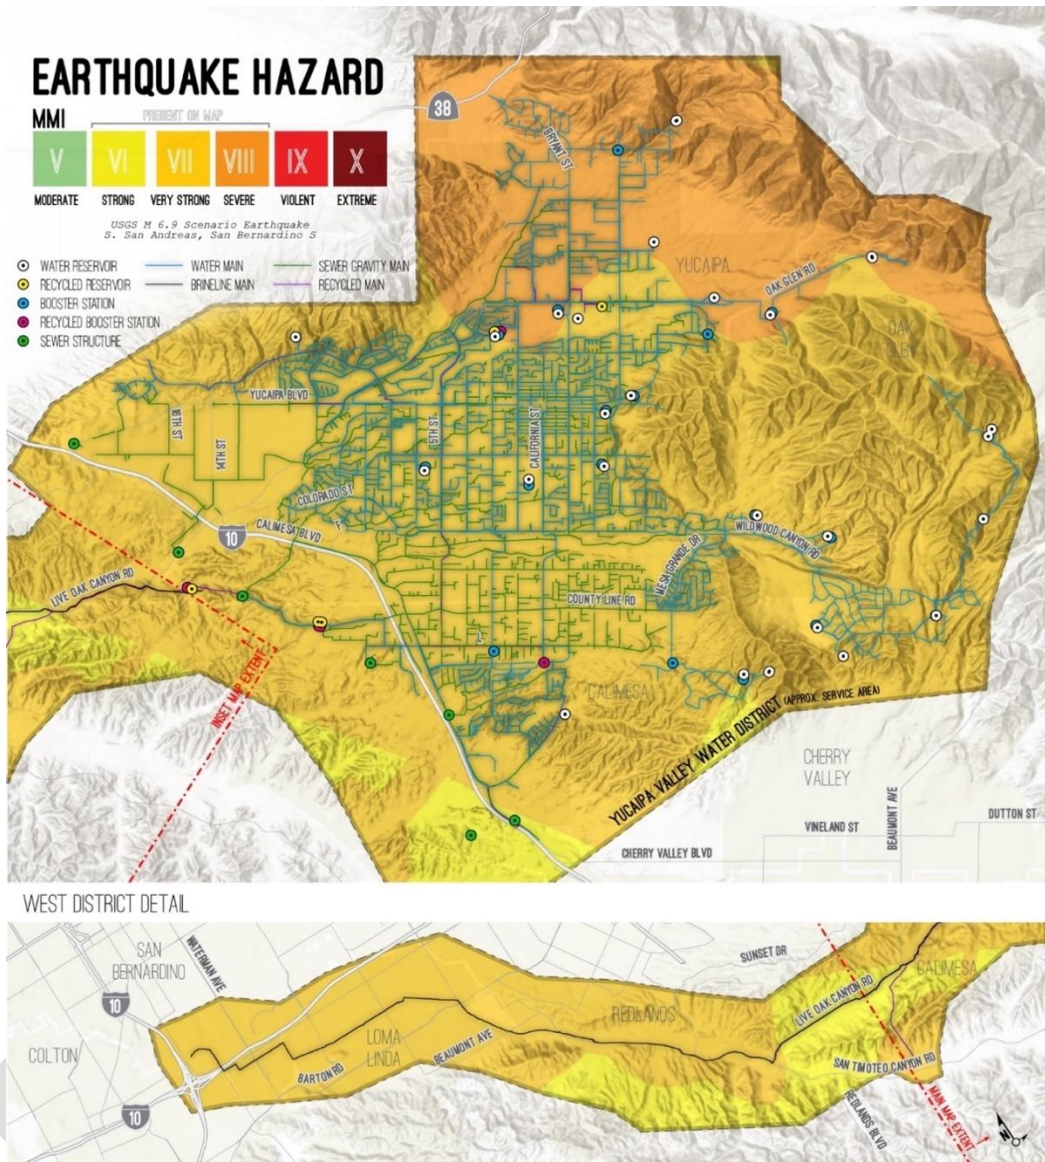 EARTHQUAKE HAZARD
MMI
PRESENT ON MAP
V VI VII VIII IX X
MODERATE STRONG VERY STRONG SEVERE VIOLENT EXTREME
USGS M 6.9 Scenario Earthquake
S. San Andreas, San Bernardino S
WATER RESERVOIR
RECYCLED RESERVOIR
BOOSTER STATION
RECYCLED BOOSTER STATION
SEWER STRUCTURE
WATER MAIN
BRINELINE MAIN
SEWER GRAVITY MAIN
RECYCLED MAIN
38
BRYANT ST
YUCAIPA
OAK GLEN RD
OAK
GLEN
YUCAIPA BLVD
16TH ST
14TH ST
5TH ST
CALIFORNIA ST
COLORADO ST
10
CALIMESA BLVD
WILDWOOD CANYON RD
MESA GRANDE DR
LIVE OAK CANYON RD
COUNTY LINE RD
INSET MAP EXTENT
CALIMESA
YUCAIPA VALLEY WATER DISTRICT (APPROX. SERVICE AREA)
CHERRY
VALLEY
BEAUMONT AVE
DUTTON ST
VINELAND ST
CHERRY VALLEY BLVD
WEST DISTRICT DETAIL
SAN
BERNARDINO
WATERMAN AVE
SUNSET DR
CALIMESA
10
LIVE OAK CANYON RD
REDLANDS
COLTON
LOMA
LINDA
BEAUMONT AVE
BARTON RD
SAN TIMOTEO CANYON RD
10
REDLANDS BLVD
MAIN MAP EXTENT
N